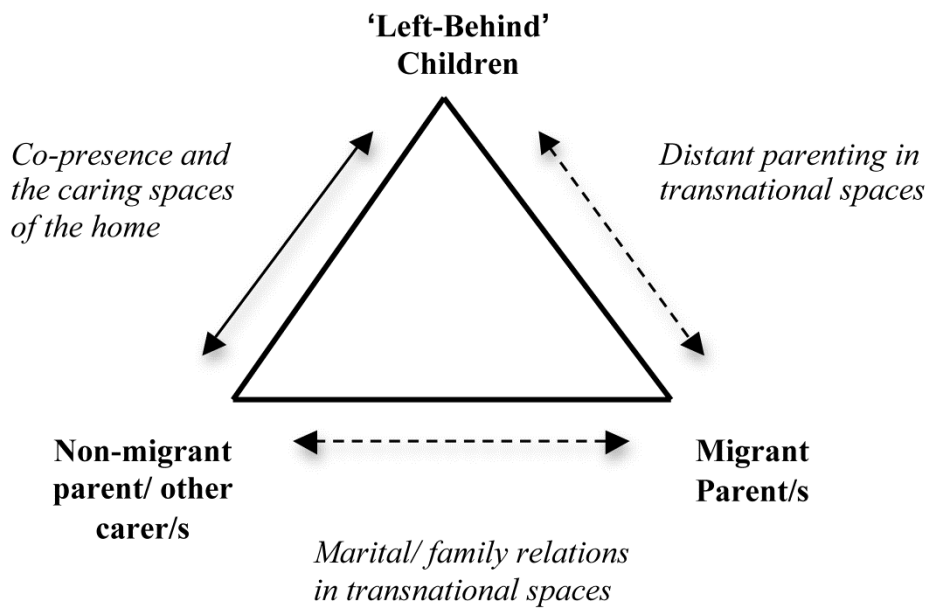 ‘Left-Behind’
Children
Co-presence and
the caring spaces
of the home
Distant parenting in
transnational spaces
Non-migrant
parent/ other
carer/s
Migrant
Parent/s
Marital/ family relations
in transnational spaces